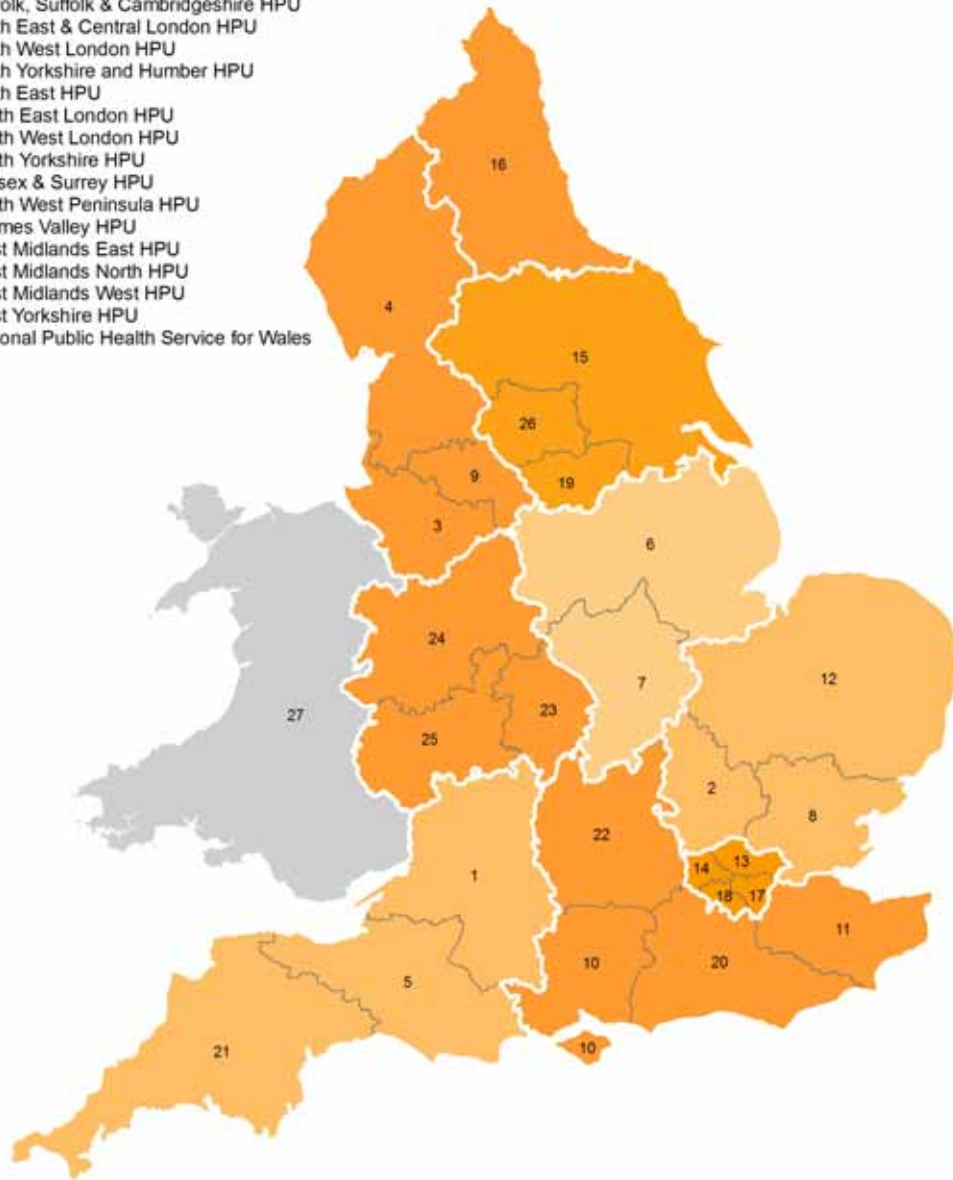 olk, Suffolk & Cambridgeshire HPU
th East & Central London HPU
th West London HPU
th Yorkshire and Humber HPU
th East HPU
th East London HPU
th West London HPU
th Yorkshire HPU
sex & Surrey HPU
th West Peninsula HPU
mes Valley HPU
st Midlands East HPU
st Midlands North HPU
st Midlands West HPU
st Yorkshire HPU
onal Public Health Service for Wales
16
4
15
26
9
19
3
6
24
12
7
23
27
25
2
8
22
13
14
1
18 17
11
10
20
5
10
21